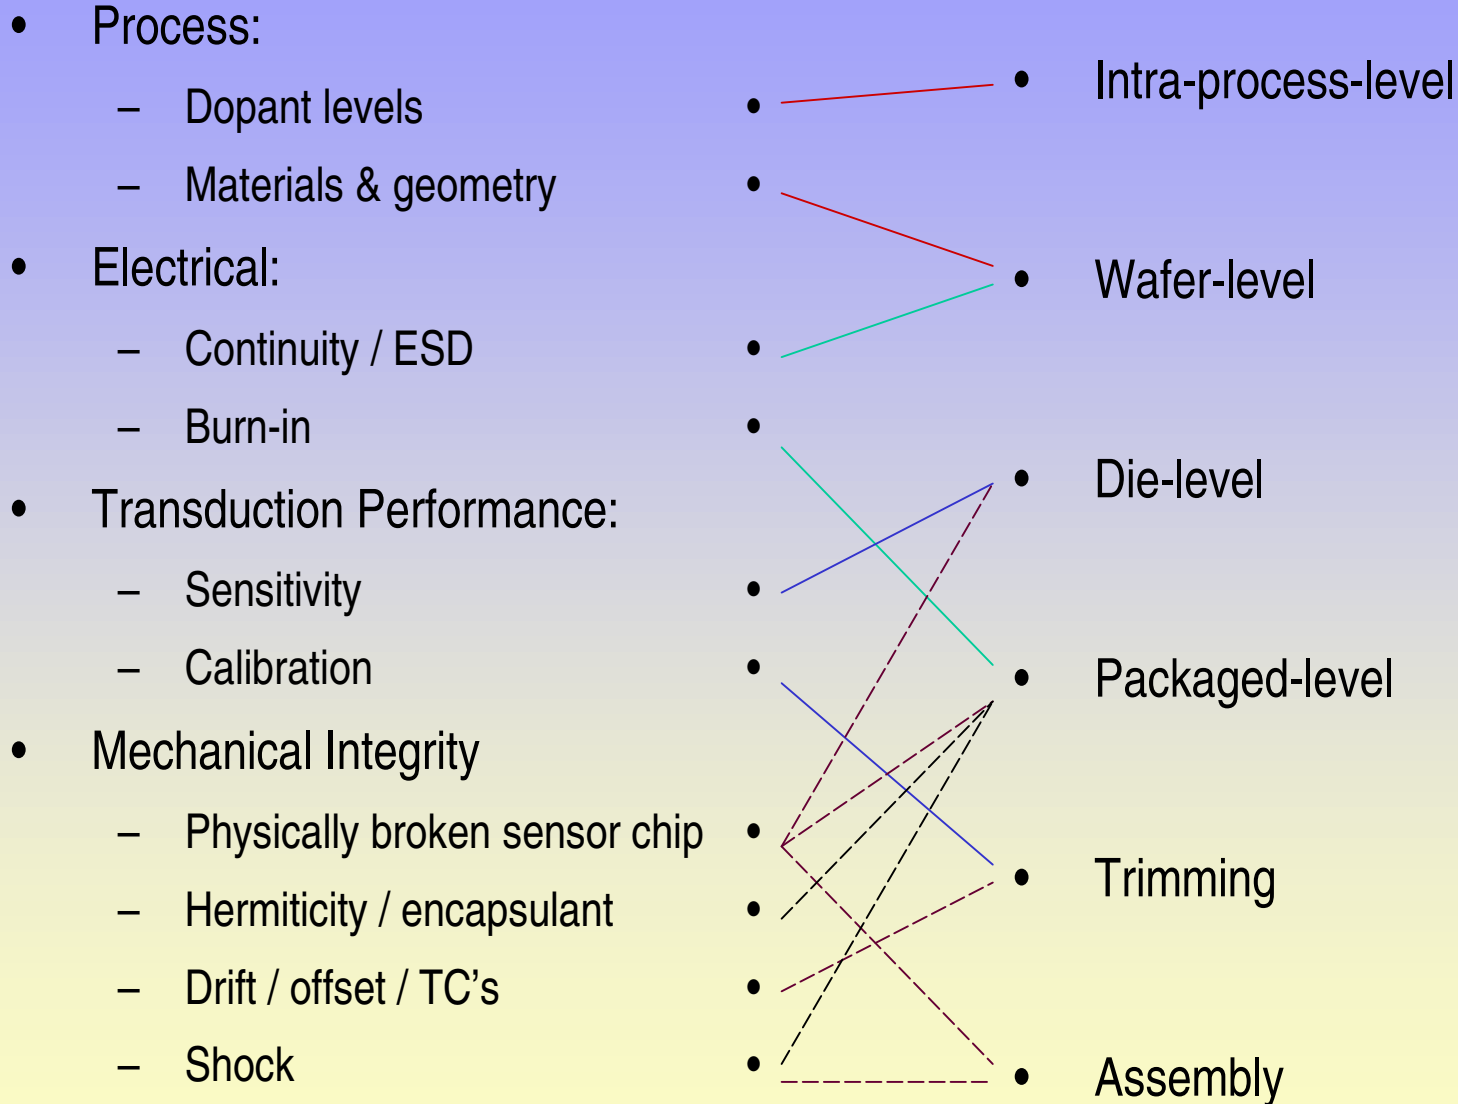 • Process:
– Dopant levels
– Materials & geometry
• Electrical:
– Continuity / ESD
– Burn-in
• Transduction Performance:
– Sensitivity
– Calibration
• Mechanical Integrity
– Physically broken sensor chip
– Hermiticity / encapsulant
– Drift / offset / TC's
– Shock
• Intra-process-level
• Wafer-level
• Die-level
• Packaged-level
• Trimming
• Assembly